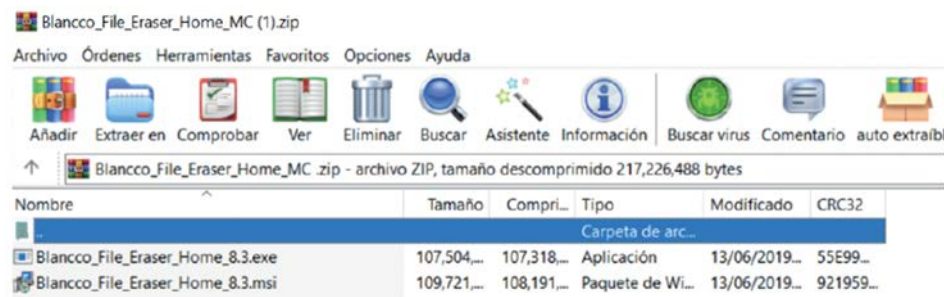 Blancco_File_Eraser_Home_MC (1).zip
Archivo Órdenes Herramientas Favoritos Opciones Ayuda
Añadir Extraer en Comprobar Ver Eliminar Buscar Asistente Información Buscar virus Comentario auto extraíbl
Blancco_File_Eraser_Home_MC .zip - archivo ZIP, tamaño descomprimido 217,226,488 bytes
Nombre Tamaño Compri... Tipo Modificado CRC32
.. Carpeta de arc...
Blancco_File_Eraser_Home_8.3.exe 107,504,... 107,318,... Aplicación 13/06/2019... 55E99...
Blancco_File_Eraser_Home_8.3.msi 109,721,... 108,191,... Paquete de Wi... 13/06/2019... 921959...